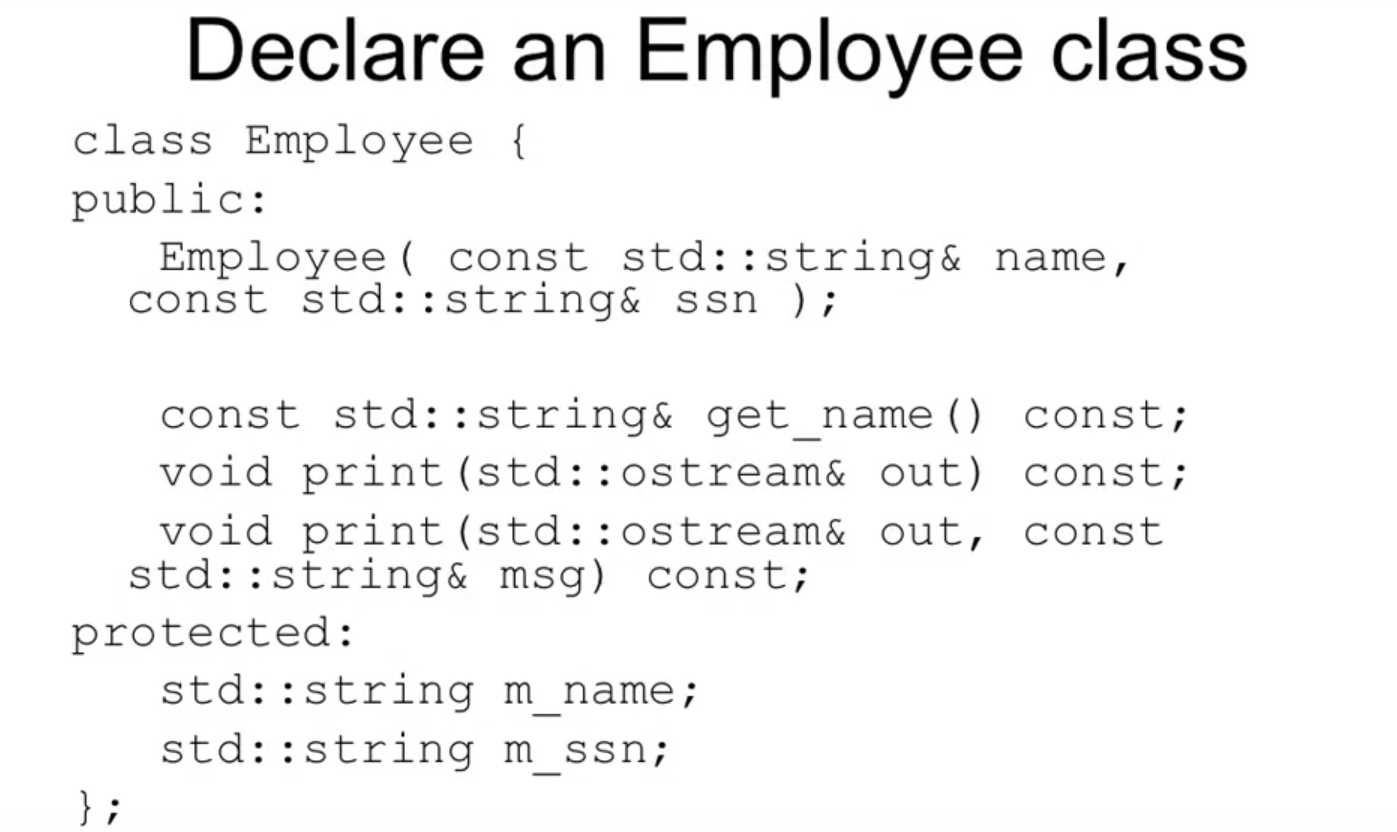 Declare an Employee class
class Employee {
public:
Employee( const std::string& name,
const std::string& ssn );
const std::string& get_name() const;
void print(std::ostream& out) const;
void print(std::ostream& out, const
std::string& msg) const;
protected:
std::string m_name;
std::string m_ssn;
};